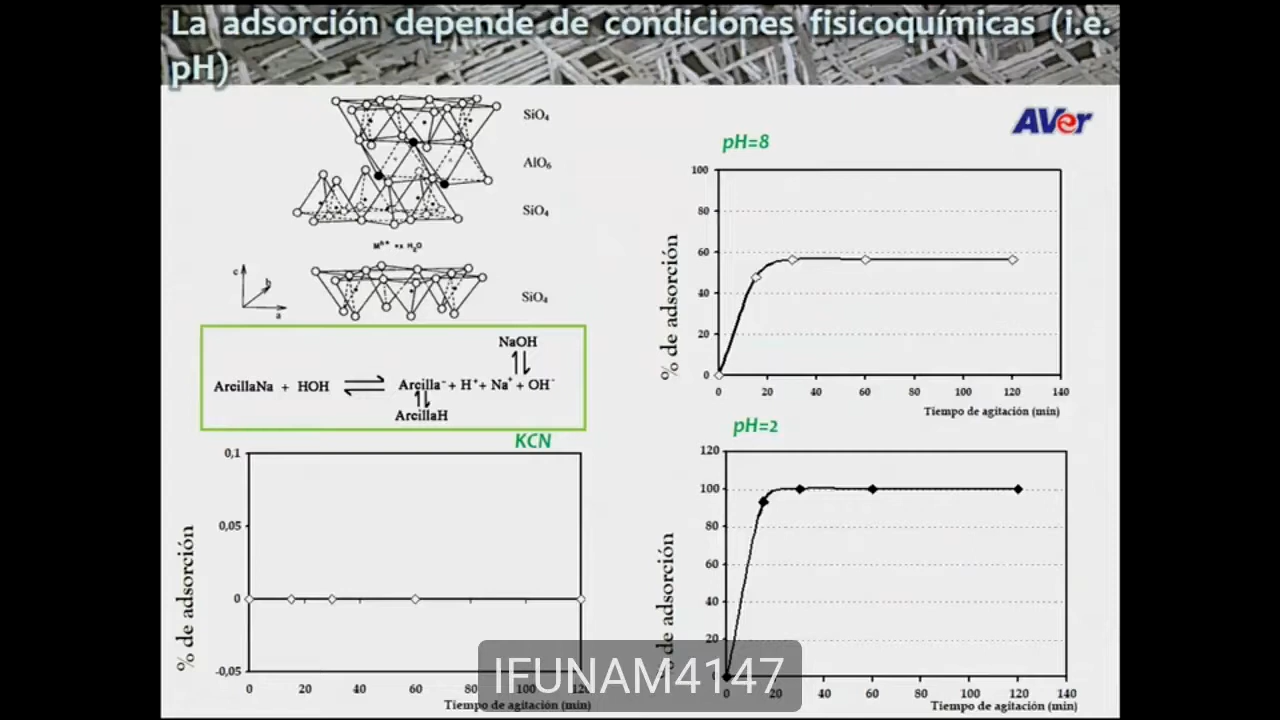 La adsorción depende de condiciones fisicoquímicas (i.e.
pH)
SiO₄
AlO₆
SiO₄
Mⁿ⁺ •x H₂O
c
b
a
SiO₄
AVer
NaOH
ArcillaNa + HOH ⇌ Arcilla⁻ + H⁺ + Na⁺ + OH⁻
ArcillaH
pH=8
% de adsorción
100
80
60
40
20
0
0 20 40 60 80 100 120 140
Tiempo de agitación (min)
KCN
% de adsorción
0,1
0,05
0
-0,05
0 20 40 60 80 100
Tiempo de agitación (min)
pH=2
% de adsorción
120
100
80
60
40
20
0
0 20 40 60 80 100 120 140
Tiempo de agitación (min)
IFUNAM4147